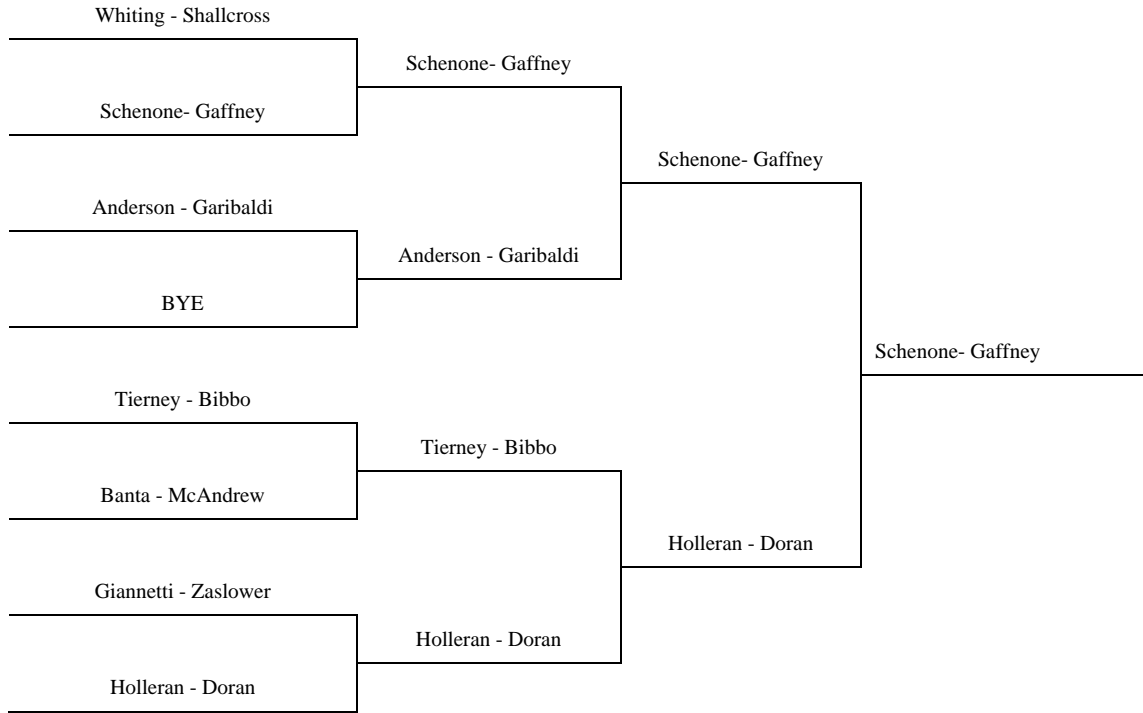 Whiting - Shallcross
Schenone- Gaffney
Schenone- Gaffney
Schenone- Gaffney
Anderson - Garibaldi
Anderson - Garibaldi
BYE
Schenone- Gaffney
Tierney - Bibbo
Tierney - Bibbo
Banta - McAndrew
Holleran - Doran
Giannetti - Zaslower
Holleran - Doran
Holleran - Doran